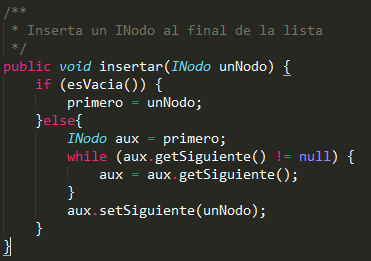 /**
 * Inserta un INodo al final de la lista
 */
public void insertar(INodo unNodo) {
    if (esVacia()) {
        primero = unNodo;
    }else{
        INodo aux = primero;
        while (aux.getSiguiente() != null) {
            aux = aux.getSiguiente();
        }
        aux.setSiguiente(unNodo);
    }
}